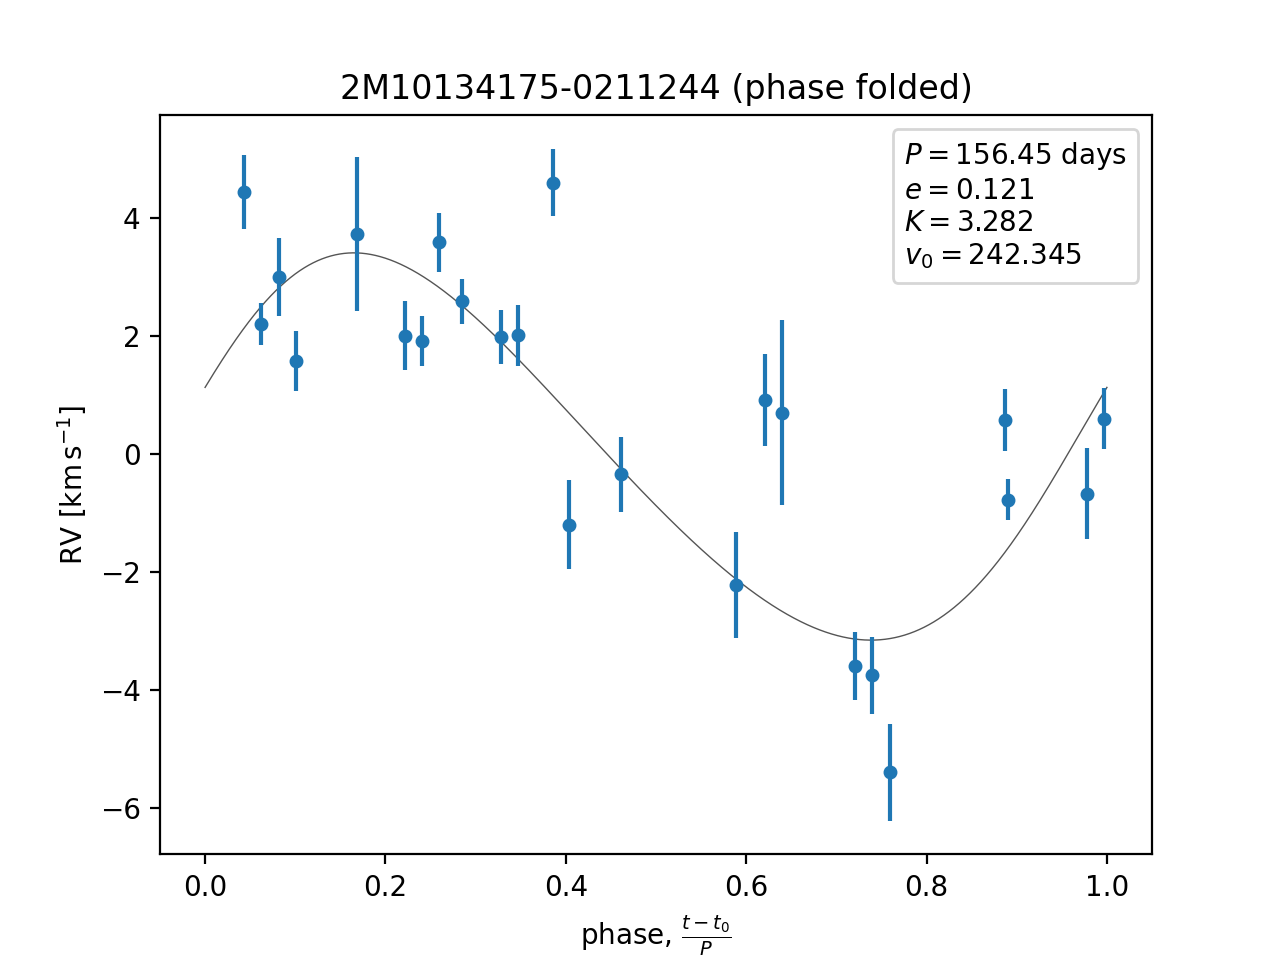 2M10134175-0211244 (phase folded)
P = 156.45 days
e = 0.121
K = 3.282
v₀ = 242.345
4
2
0
−2
−4
−6
RV [km s⁻¹]
0.0 0.2 0.4 0.6 0.8 1.0
phase, (t − t₀)/P